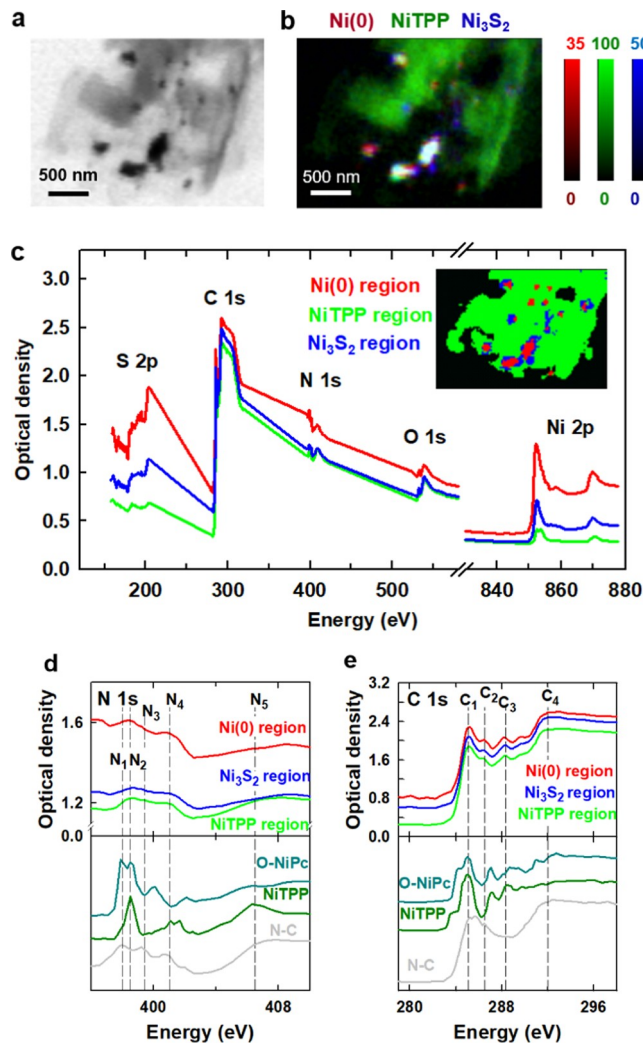 a
b
Ni(0) NiTPP Ni₃S₂
35 100 50
0 0 0
500 nm
500 nm
c
Optical density
3.0
2.5
2.0
1.5
1.0
0.5
0.0
S 2p
C 1s
N 1s
O 1s
Ni 2p
Ni(0) region
NiTPP region
Ni₃S₂ region
200 300 400 500 840 860 880
Energy (eV)
d
Optical density
1.6
1.2
0.0
N 1s
N₁ N₂
N₃
N₄
N₅
Ni(0) region
Ni₃S₂ region
NiTPP region
O-NiPc
NiTPP
N-C
400 408
Energy (eV)
e
Optical density
3.6
2.4
1.2
0.0
C 1s
C₁
C₂
C₃
C₄
Ni(0) region
Ni₃S₂ region
NiTPP region
O-NiPc
NiTPP
N-C
280 288 296
Energy (eV)